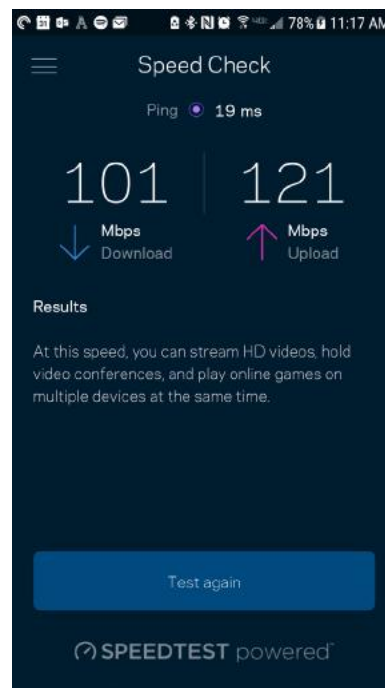 78% 11:17 AM
Speed Check
Ping 19 ms
101 121
Mbps Mbps
Download Upload
Results
At this speed, you can stream HD videos, hold
video conferences, and play online games on
multiple devices at the same time.
Test again
SPEEDTEST powered™